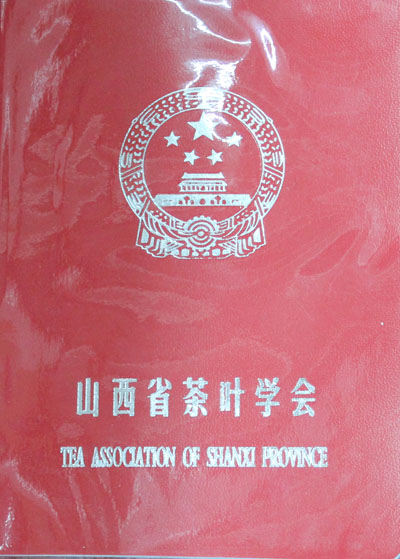 山西省茶叶学会
TEA ASSOCIATION OF SHANXI PROVINCE